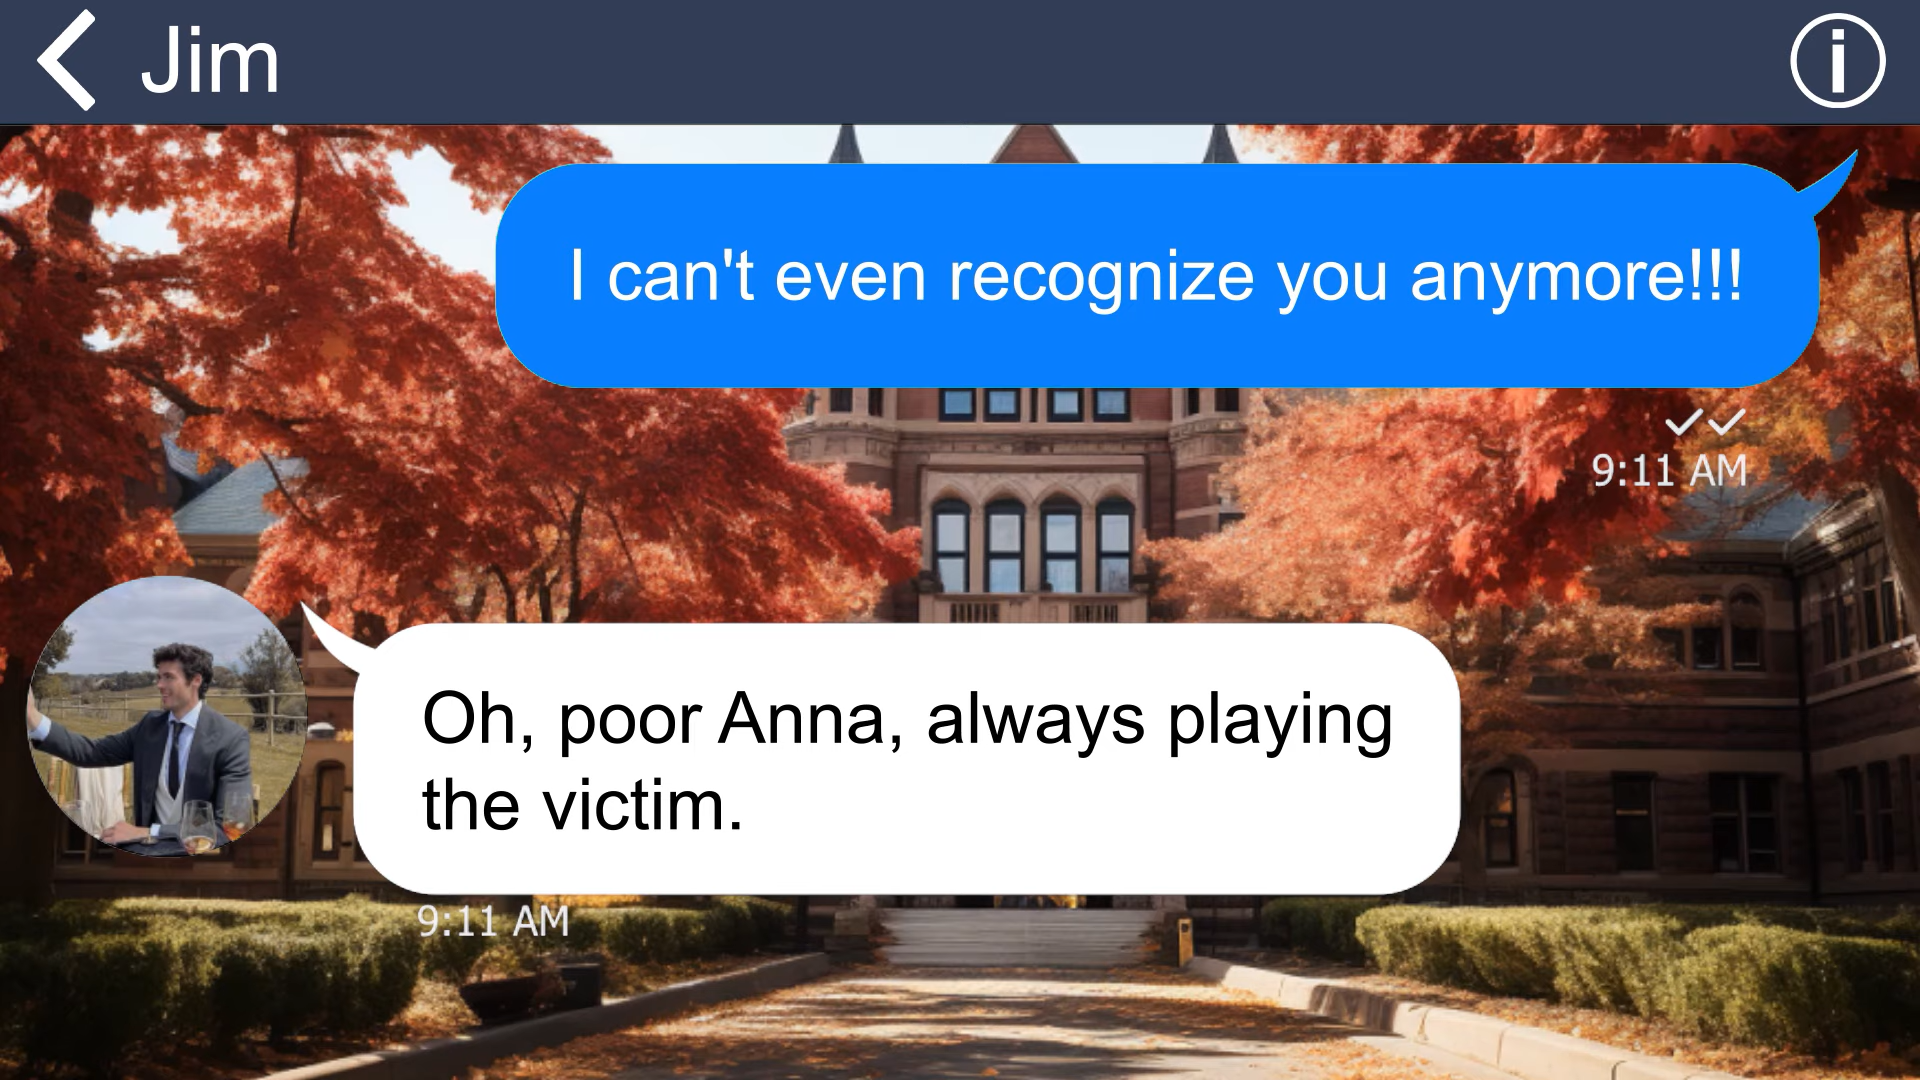 Jim
I can't even recognize you anymore!!!
9:11 AM
Oh, poor Anna, always playing
the victim.
9:11 AM